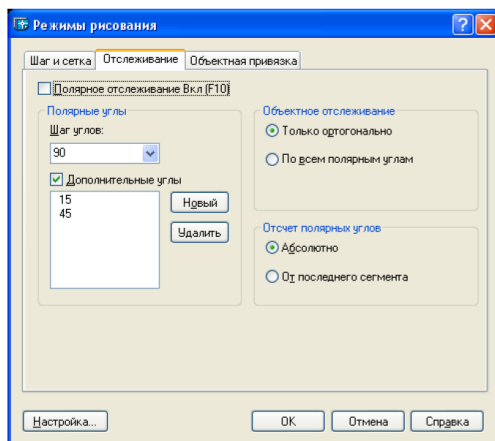 Режимы рисования
Шаг и сетка Отслеживание Объектная привязка
Полярное отслеживание Вкл (F10)
Полярные углы
Шаг углов:
90
Дополнительные углы
15
45
Новый
Удалить
Объектное отслеживание
Только ортогонально
По всем полярным углам
Отсчет полярных углов
Абсолютно
От последнего сегмента
Настройка... OK Отмена Справка